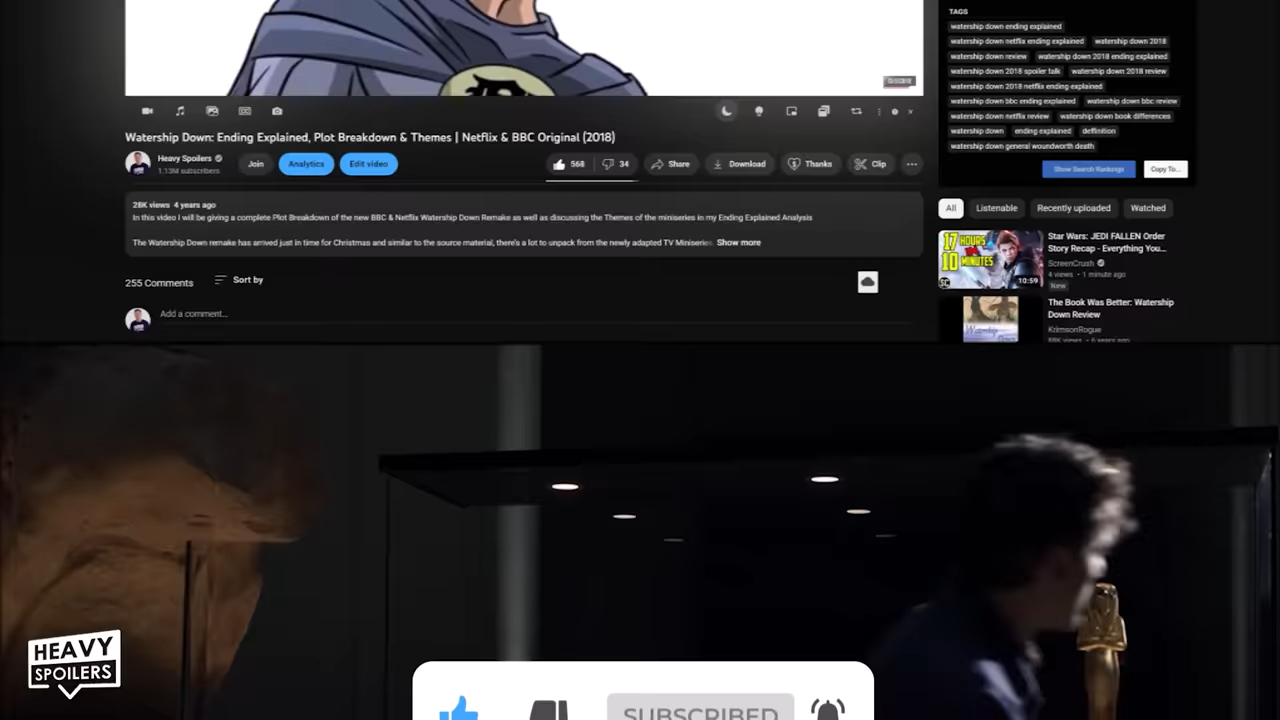 TAGS
watership down ending explained
watership down netflix ending explained watership down 2018
watership down review watership down 2018 ending explained
watership down 2018 spoiler talk watership down 2018 review
watership down 2018 netflix ending explained
watership down bbc ending explained watership down bbc review
watership down netflix review watership down book differences
watership down ending explained deffinition
watership down general woundworth death
Show Search Rankings Copy To...
Watership Down: Ending Explained, Plot Breakdown & Themes | Netflix & BBC Original (2018)
Heavy Spoilers
1.13M subscribers
Join Analytics Edit video 568 34 Share Download Thanks Clip
28K views 4 years ago
In this video I will be giving a complete Plot Breakdown of the new BBC & Netflix Watership Down Remake as well as discussing the Themes of the miniseries in my Ending Explained Analysis
The Watership Down remake has arrived just in time for Christmas and similar to the source material, there's a lot to unpack from the newly adapted TV Miniseries. Show more
255 Comments Sort by
Add a comment...
All Listenable Recently uploaded Watched
17 HOURS
IN
10 MINUTES
SC
10:59
Star Wars: JEDI FALLEN Order
Story Recap - Everything You...
ScreenCrush
4 views • 1 minute ago
New
The Book Was Better: Watership
Down Review
KrimsonRogue
88K views • 6 years ago
HEAVY
SPOILERS
SUBSCRIBED